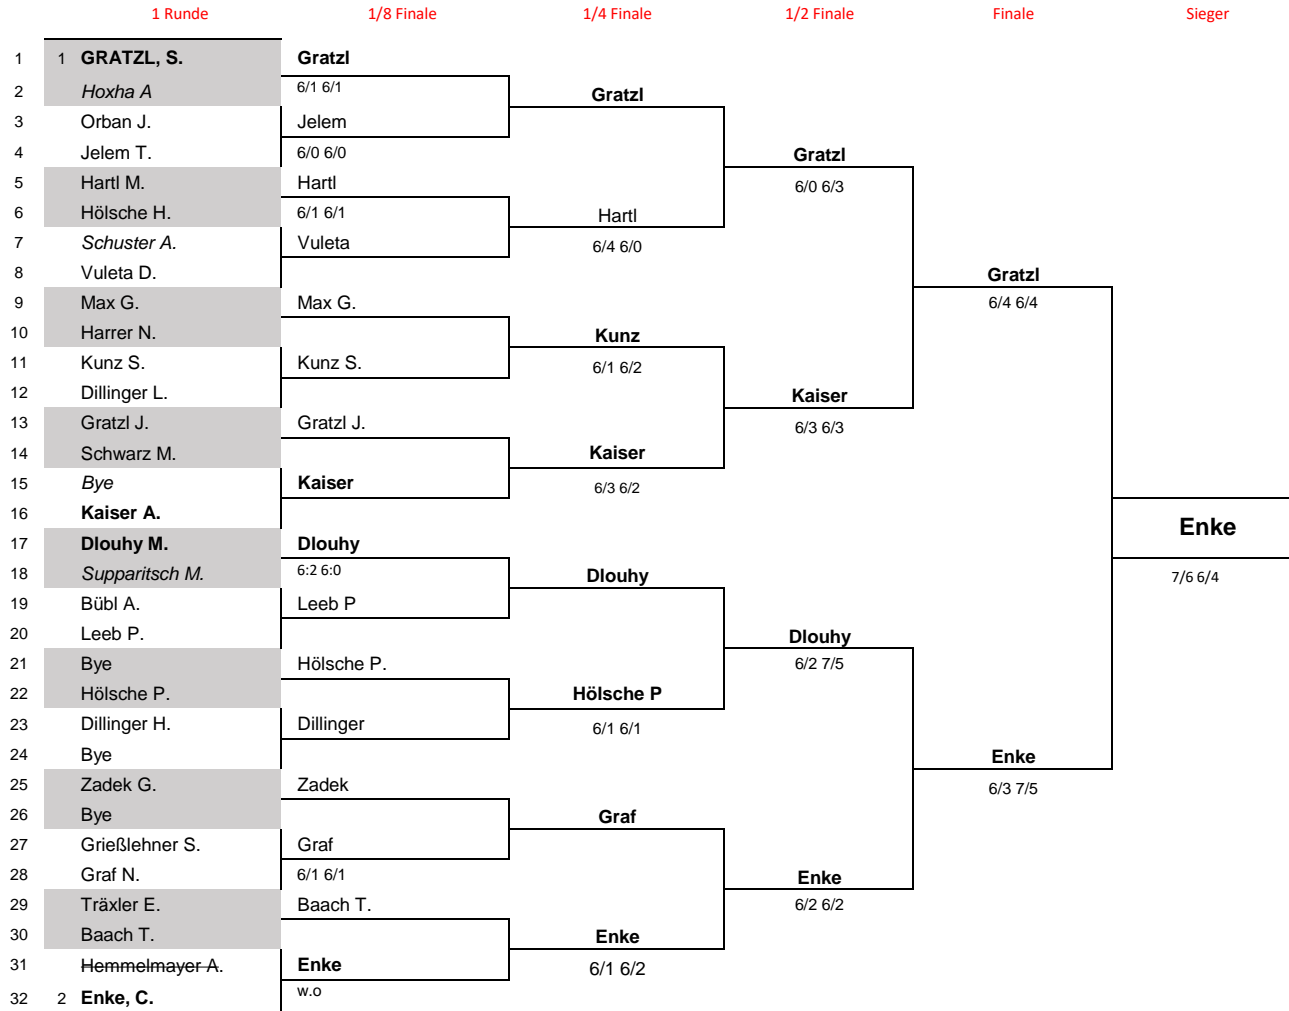 1 Runde 1/8 Finale 1/4 Finale 1/2 Finale Finale Sieger
1 1 GRATZL, S. Gratzl
2 Hoxha A 6/1 6/1 Gratzl
3 Orban J. Jelem
4 Jelem T. 6/0 6/0 Gratzl
5 Hartl M. Hartl 6/0 6/3
6 Hölsche H. 6/1 6/1 Hartl
7 Schuster A. Vuleta 6/4 6/0
8 Vuleta D. Gratzl
9 Max G. Max G. 6/4 6/4
10 Harrer N. Kunz
11 Kunz S. Kunz S. 6/1 6/2
12 Dillinger L. Kaiser
13 Gratzl J. Gratzl J. 6/3 6/3
14 Schwarz M. Kaiser
15 Bye Kaiser 6/3 6/2
16 Kaiser A. Enke
17 Dlouhy M. Dlouhy
18 Supparitsch M. 6:2 6:0 Dlouhy 7/6 6/4
19 Bübl A. Leeb P
20 Leeb P. Dlouhy
21 Bye Hölsche P. 6/2 7/5
22 Hölsche P. Hölsche P
23 Dillinger H. Dillinger 6/1 6/1
24 Bye Enke
25 Zadek G. Zadek 6/3 7/5
26 Bye Graf
27 Grießlehner S. Graf
28 Graf N. 6/1 6/1 Enke
29 Träxler E. Baach T. 6/2 6/2
30 Baach T. Enke
31 Hemmelmayer A. Enke 6/1 6/2
32 2 Enke, C. w.o